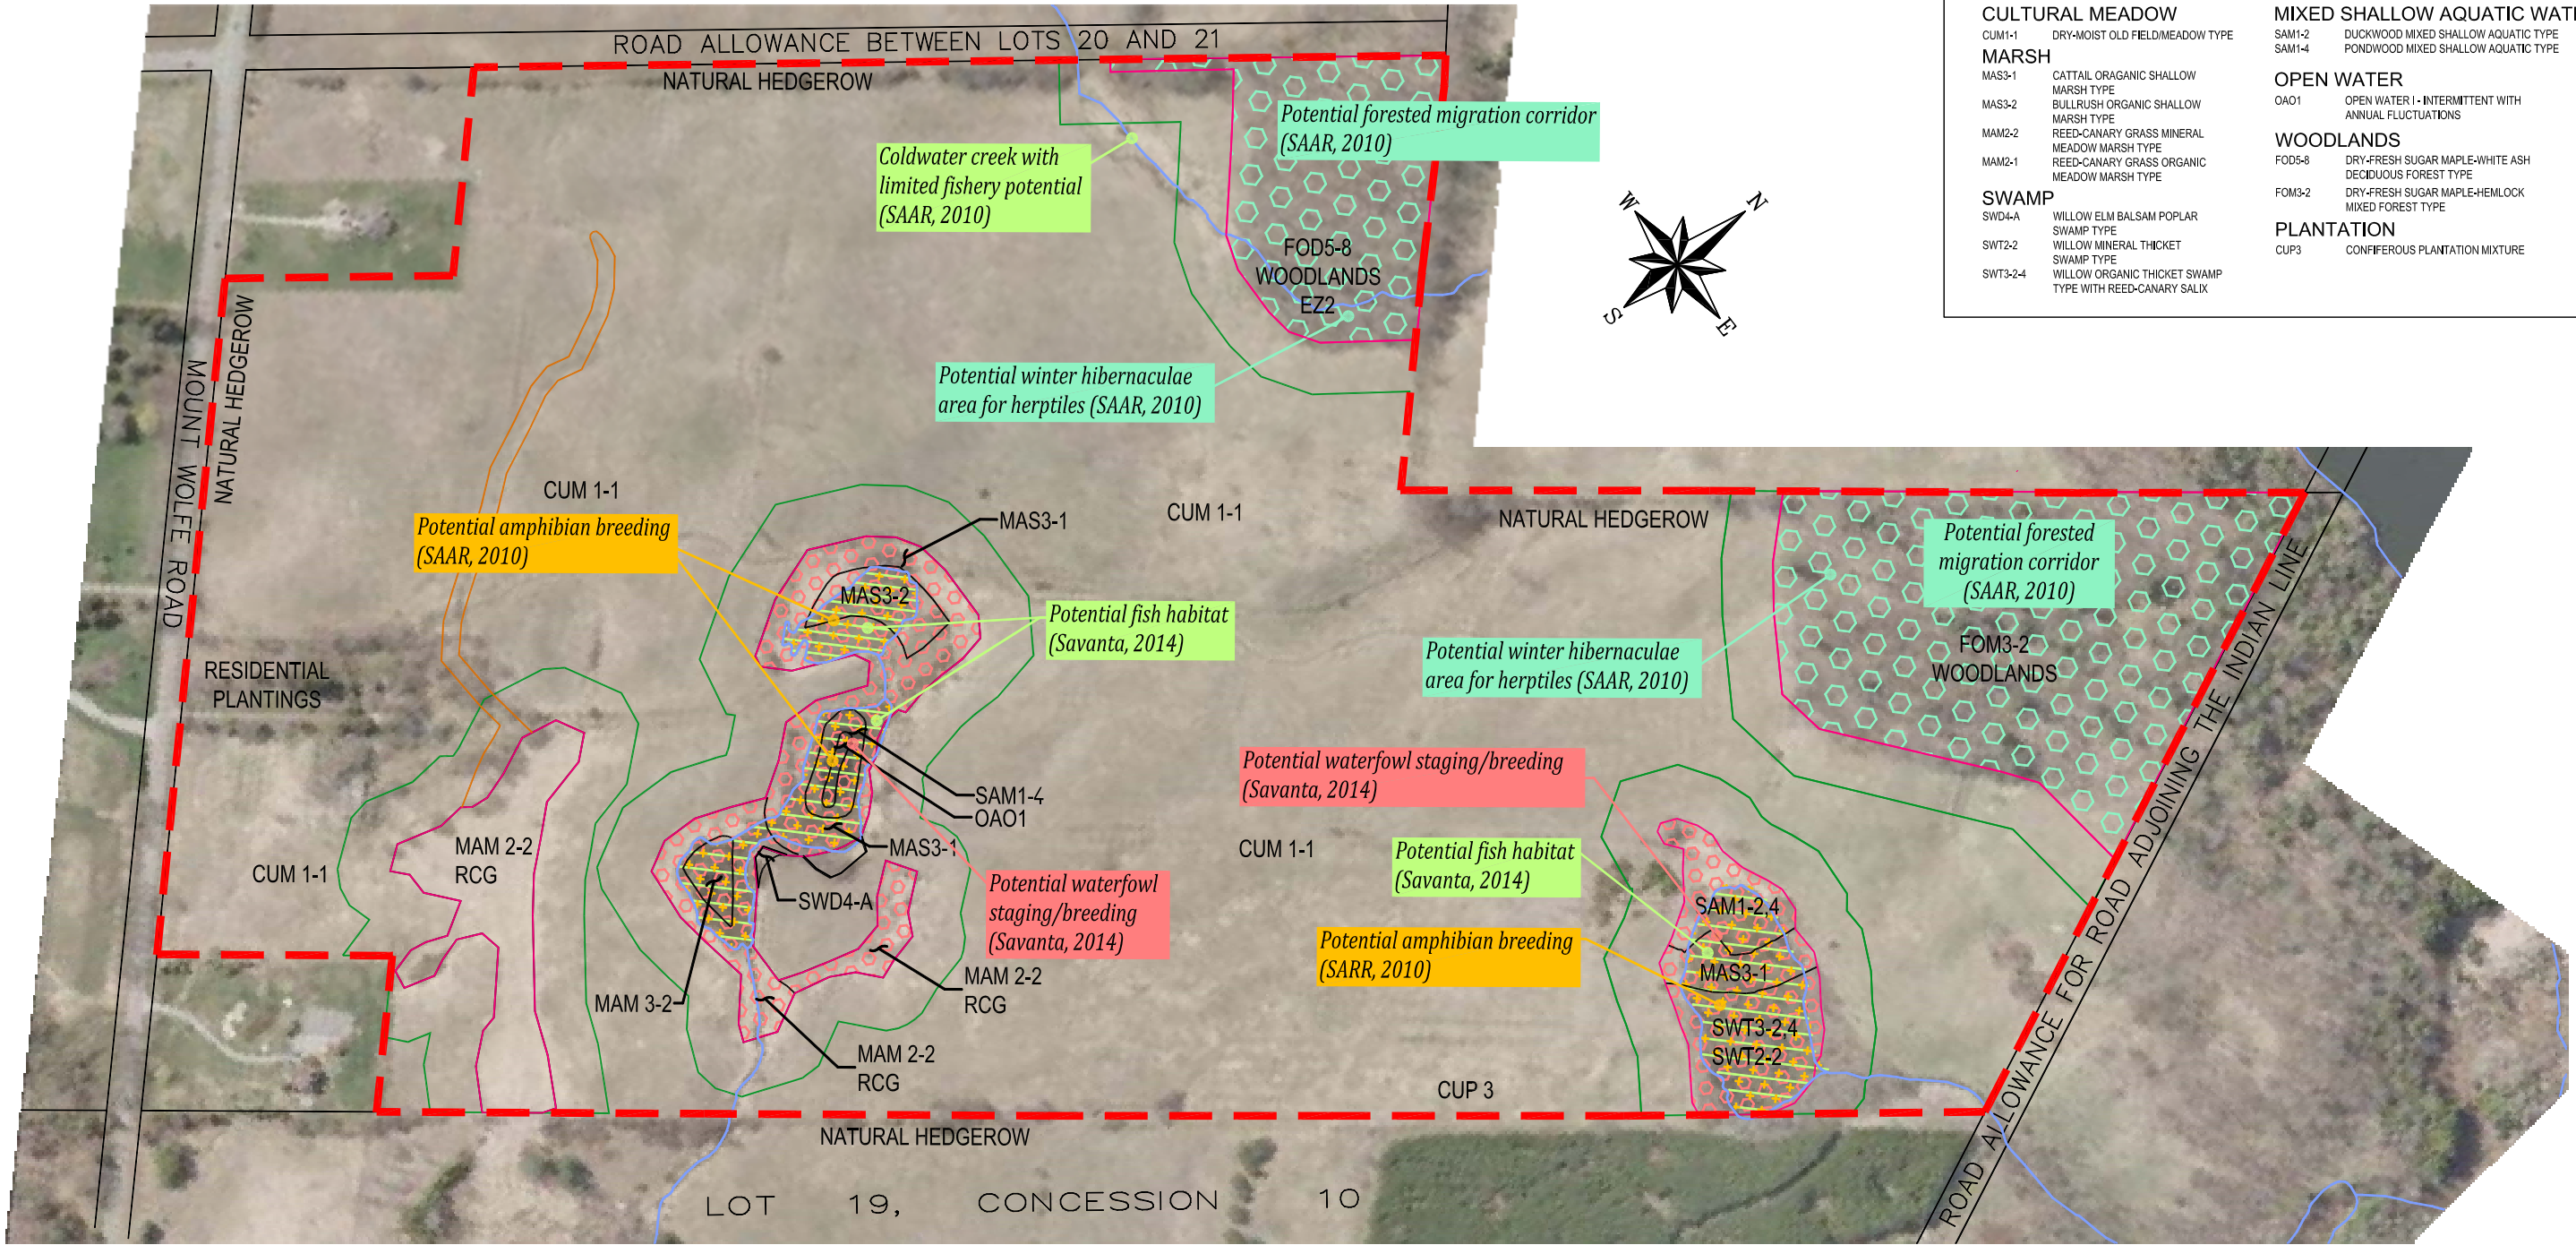 CULTURAL MEADOW
CUM1-1 DRY-MOIST OLD FIELD/MEADOW TYPE
MARSH
MAS3-1 CATTAIL ORAGANIC SHALLOW
MARSH TYPE
MAS3-2 BULLRUSH ORGANIC SHALLOW
MARSH TYPE
MAM2-2 REED-CANARY GRASS MINERAL
MEADOW MARSH TYPE
MAM2-1 REED-CANARY GRASS ORGANIC
MEADOW MARSH TYPE
SWAMP
SWD4-A WILLOW ELM BALSAM POPLAR
SWAMP TYPE
SWT2-2 WILLOW MINERAL THICKET
SWAMP TYPE
SWT3-2-4 WILLOW ORGANIC THICKET SWAMP
TYPE WITH REED-CANARY SALIX
MIXED SHALLOW AQUATIC WAT
SAM1-2 DUCKWOOD MIXED SHALLOW AQUATIC TYPE
SAM1-4 PONDWOOD MIXED SHALLOW AQUATIC TYPE
OPEN WATER
OAO1 OPEN WATER I - INTERMITTENT WITH
ANNUAL FLUCTUATIONS
WOODLANDS
FOD5-8 DRY-FRESH SUGAR MAPLE-WHITE ASH
DECIDUOUS FOREST TYPE
FOM3-2 DRY-FRESH SUGAR MAPLE-HEMLOCK
MIXED FOREST TYPE
PLANTATION
CUP3 CONFIFEROUS PLANTATION MIXTURE
ROAD ALLOWANCE BETWEEN LOTS 20 AND 21
NATURAL HEDGEROW
Potential forested migration corridor
(SAAR, 2010)
Coldwater creek with
limited fishery potential
(SAAR, 2010)
W
N
S
E
FOD5-8
WOODLANDS
EZ2
Potential winter hibernaculae
area for herptiles (SAAR, 2010)
NATURAL HEDGEROW
MOUNT WOLFE ROAD
CUM 1-1
Potential amphibian breeding
(SAAR, 2010)
MAS3-1
CUM 1-1
NATURAL HEDGEROW
Potential forested
migration corridor
(SAAR, 2010)
MAS3-2
Potential fish habitat
(Savanta, 2014)
Potential winter hibernaculae
area for herptiles (SAAR, 2010)
FOM3-2
WOODLANDS
RESIDENTIAL
PLANTINGS
Potential waterfowl staging/breeding
(Savanta, 2014)
SAM1-4
OAO1
MAS3-1
MAM 2-2
RCG
CUM 1-1
CUM 1-1
Potential fish habitat
(Savanta, 2014)
SWD4-A
Potential waterfowl
staging/breeding
(Savanta, 2014)
SAM1-2,4
Potential amphibian breeding
(SARR, 2010)
MAS3-1
MAM 2-2
RCG
MAM 3-2
SWT3-2,4
SWT2-2
MAM 2-2
RCG
CUP 3
NATURAL HEDGEROW
ROAD ALLOWANCE FOR ROAD ADJOINING THE INDIAN LINE
LOT 19, CONCESSION 10